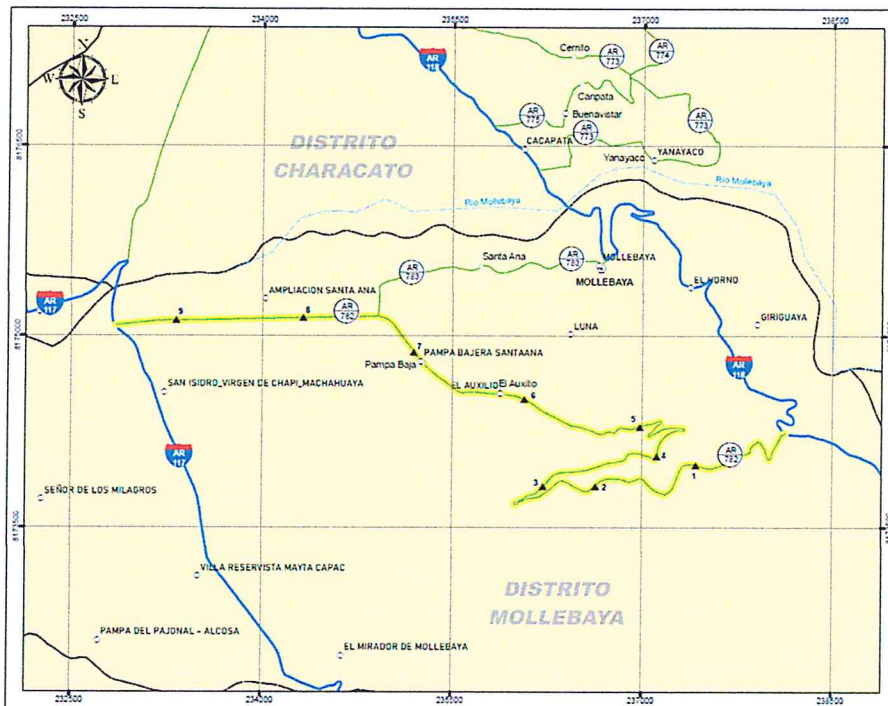 232500
234000
235500
237000
238500
N
W
L
S
AR
118
Cerrito
AR
773
AR
774
Caripata
AR
775
Buenavistar
AR
773
AR
773
CACAPATA
Yanayaco
YANAYACO
8176500
DISTRITO
CHARACATO
Rio Mollebaya
Rio Mollebaya
AR
783
Santa Ana
AR
783
MOLLEBAYA
MOLLEBAYA
EL HORNO
AMPLIACION SANTA ANA
AR
117
9
8
AR
782
GIRIGUAYA
8175000
LUNA
7
PAMPA BAJERA SANTAANA
Pampa Baja
AR
118
SAN ISIDRO_VIRGEN DE CHAPI_MACHAHUAYA
EL AUXILIO
El Auxilio
6
5
AR
117
4
AR
782
1
3
2
SEÑOR DE LOS MILAGROS
8173500
VILLA RESERVISTA MAYTA CAPAC
DISTRITO
MOLLEBAYA
PAMPA DEL PAJONAL - ALCOSA
EL MIRADOR DE MOLLEBAYA
232500
234000
235500
237000
238500